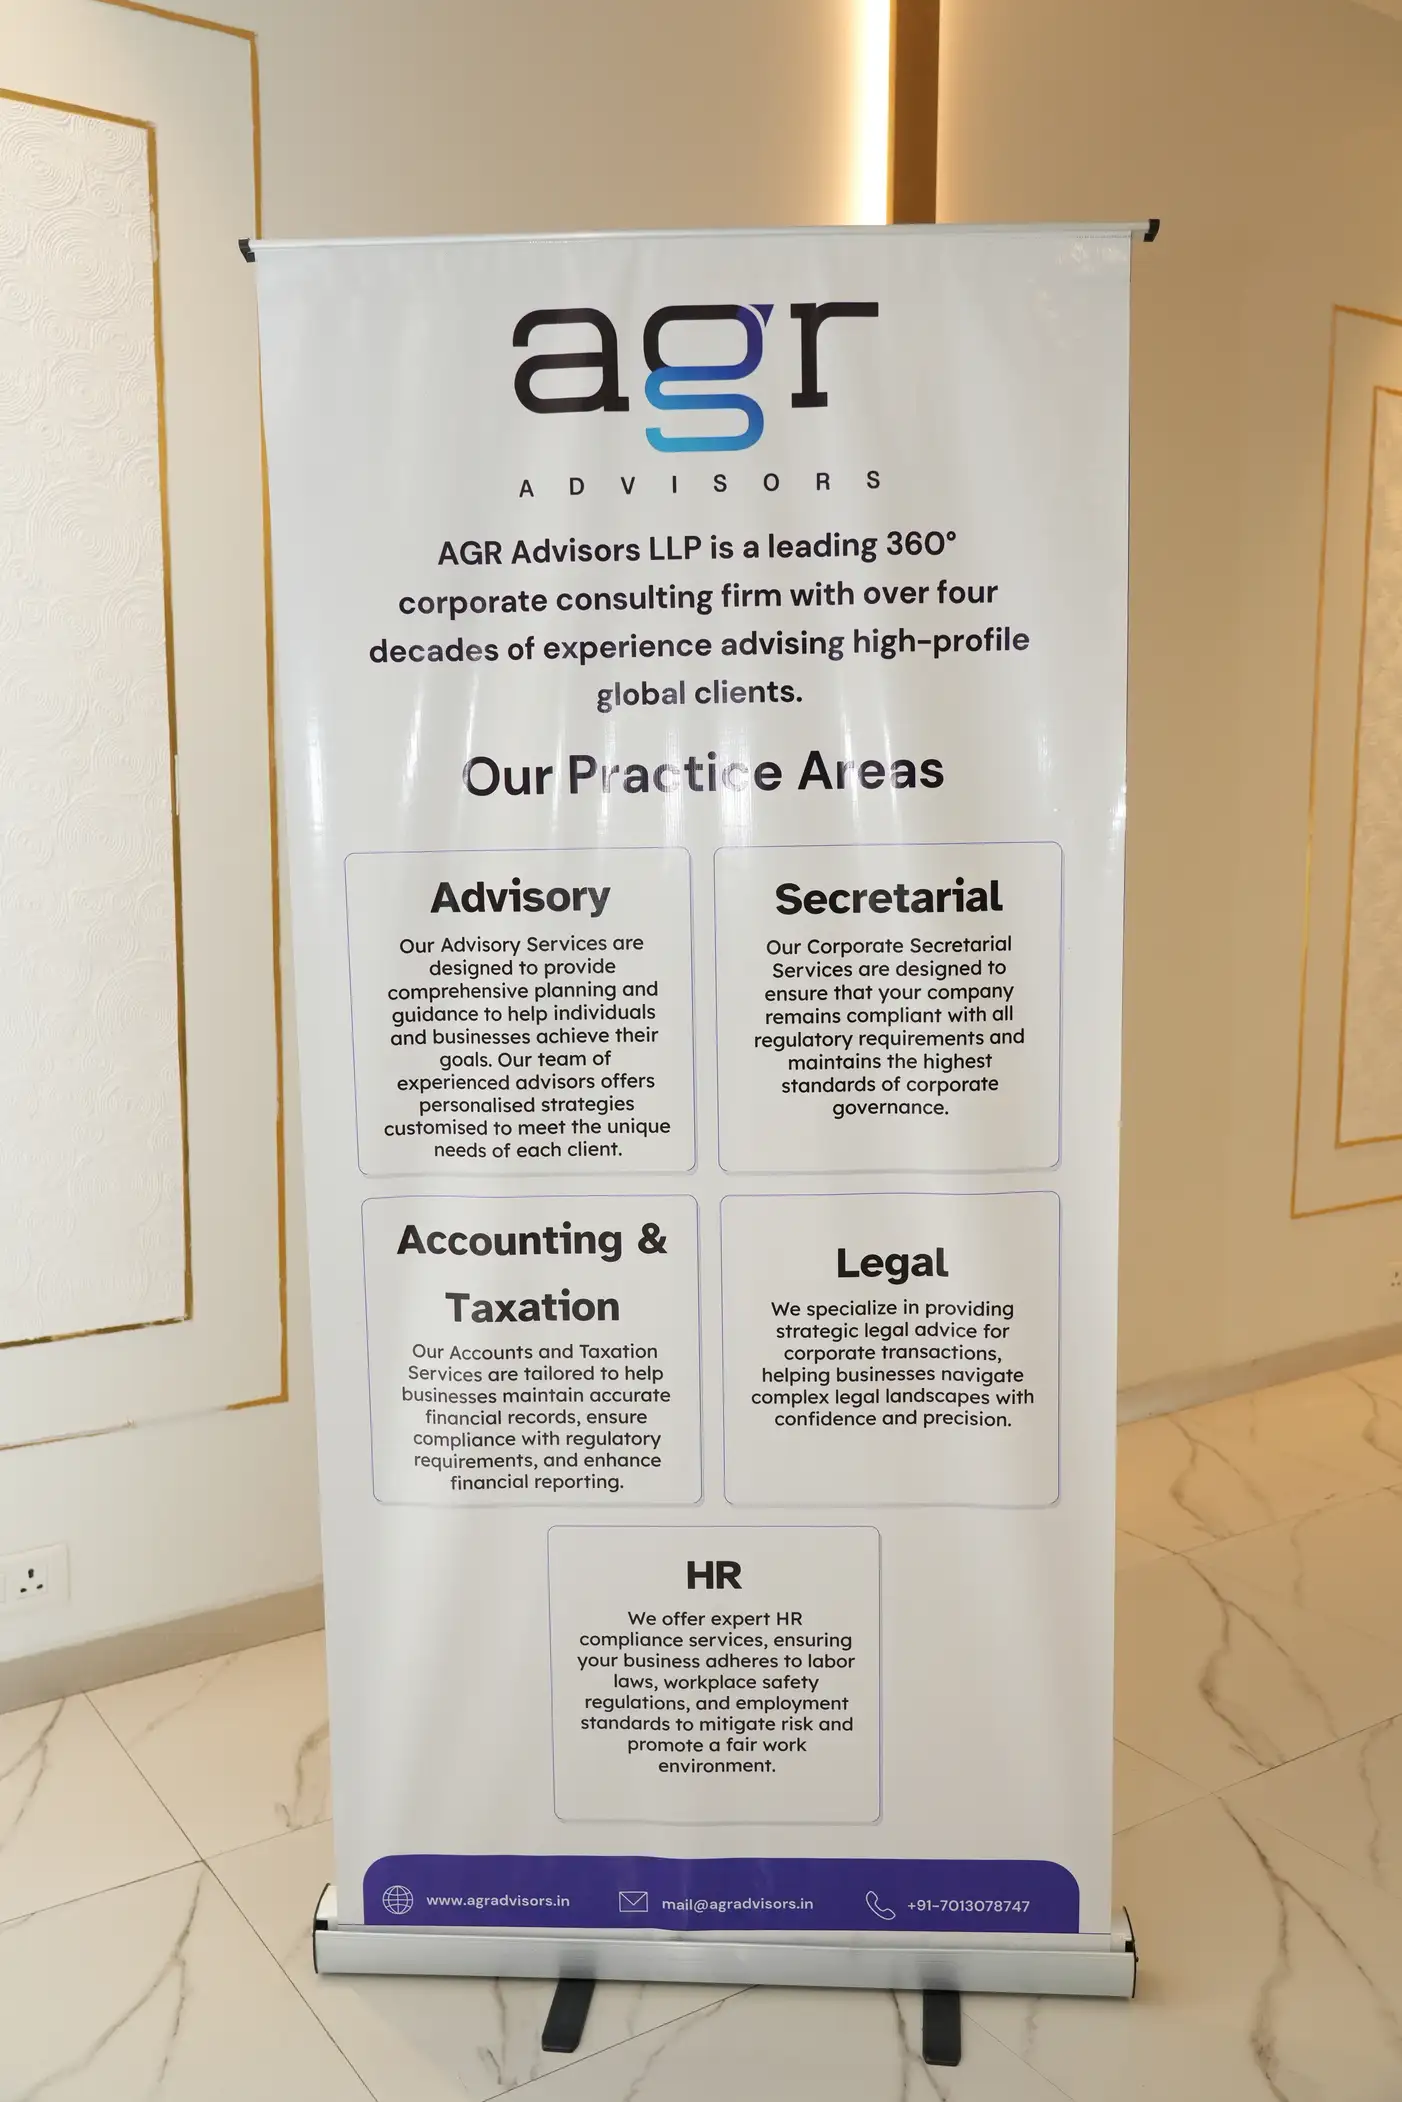 agr
ADVISORS
AGR Advisors LLP is a leading 360°
corporate consulting firm with over four
decades of experience advising high-profile
global clients.
Our Practice Areas
Advisory
Our Advisory Services are
designed to provide
comprehensive planning and
guidance to help individuals
and businesses achieve their
goals. Our team of
experienced advisors offers
personalised strategies
customised to meet the unique
needs of each client.
Secretarial
Our Corporate Secretarial
Services are designed to
ensure that your company
remains compliant with all
regulatory requirements and
maintains the highest
standards of corporate
governance.
Accounting &
Taxation
Our Accounts and Taxation
Services are tailored to help
businesses maintain accurate
financial records, ensure
compliance with regulatory
requirements, and enhance
financial reporting.
Legal
We specialize in providing
strategic legal advice for
corporate transactions,
helping businesses navigate
complex legal landscapes with
confidence and precision.
HR
We offer expert HR
compliance services, ensuring
your business adheres to labor
laws, workplace safety
regulations, and employment
standards to mitigate risk and
promote a fair work
environment.
www.agradvisors.in
mail@agradvisors.in
+91-7013078747